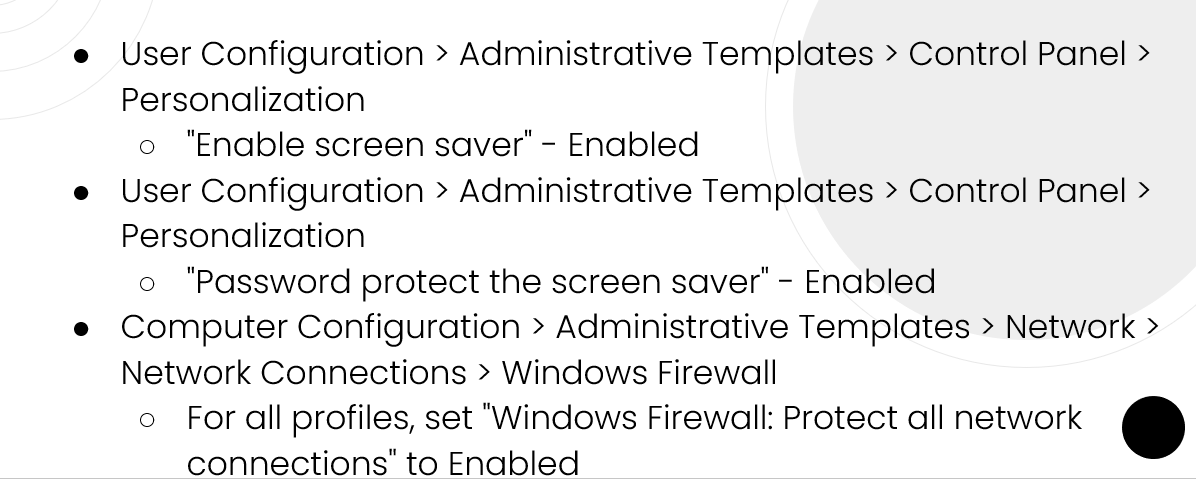 ● User Configuration > Administrative Templates > Control Panel >
Personalization
○ "Enable screen saver" - Enabled
● User Configuration > Administrative Templates > Control Panel >
Personalization
○ "Password protect the screen saver" - Enabled
● Computer Configuration > Administrative Templates > Network >
Network Connections > Windows Firewall
○ For all profiles, set "Windows Firewall: Protect all network
connections" to Enabled